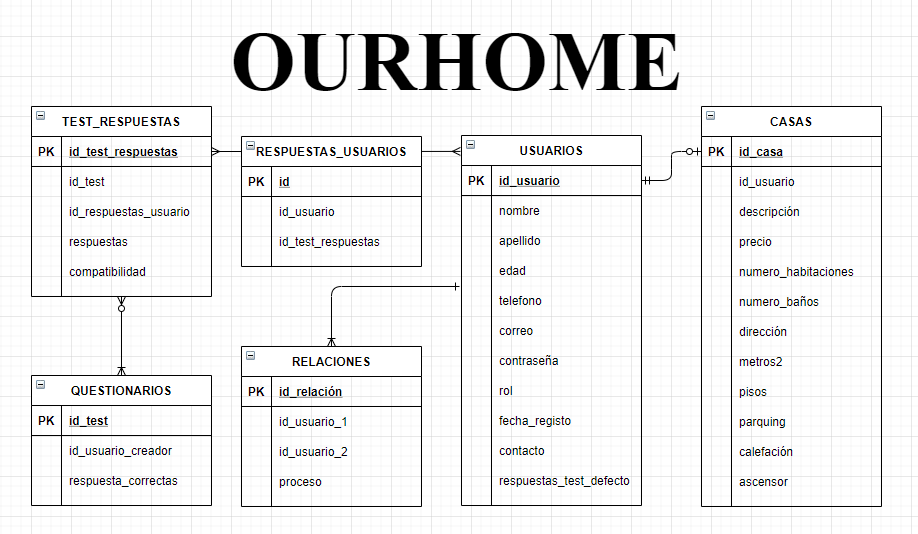 OURHOME
TEST_RESPUESTAS
PK id_test_respuestas
id_test
id_respuestas_usuario
respuestas
compatibilidad
RESPUESTAS_USUARIOS
PK id
id_usuario
id_test_respuestas
USUARIOS
PK id_usuario
nombre
apellido
edad
telefono
correo
contraseña
rol
fecha_registo
contacto
respuestas_test_defecto
CASAS
PK id_casa
id_usuario
descripción
precio
numero_habitaciones
numero_baños
dirección
metros2
pisos
parquing
calefación
ascensor
QUESTIONARIOS
PK id_test
id_usuario_creador
respuesta_correctas
RELACIONES
PK id_relación
id_usuario_1
id_usuario_2
proceso